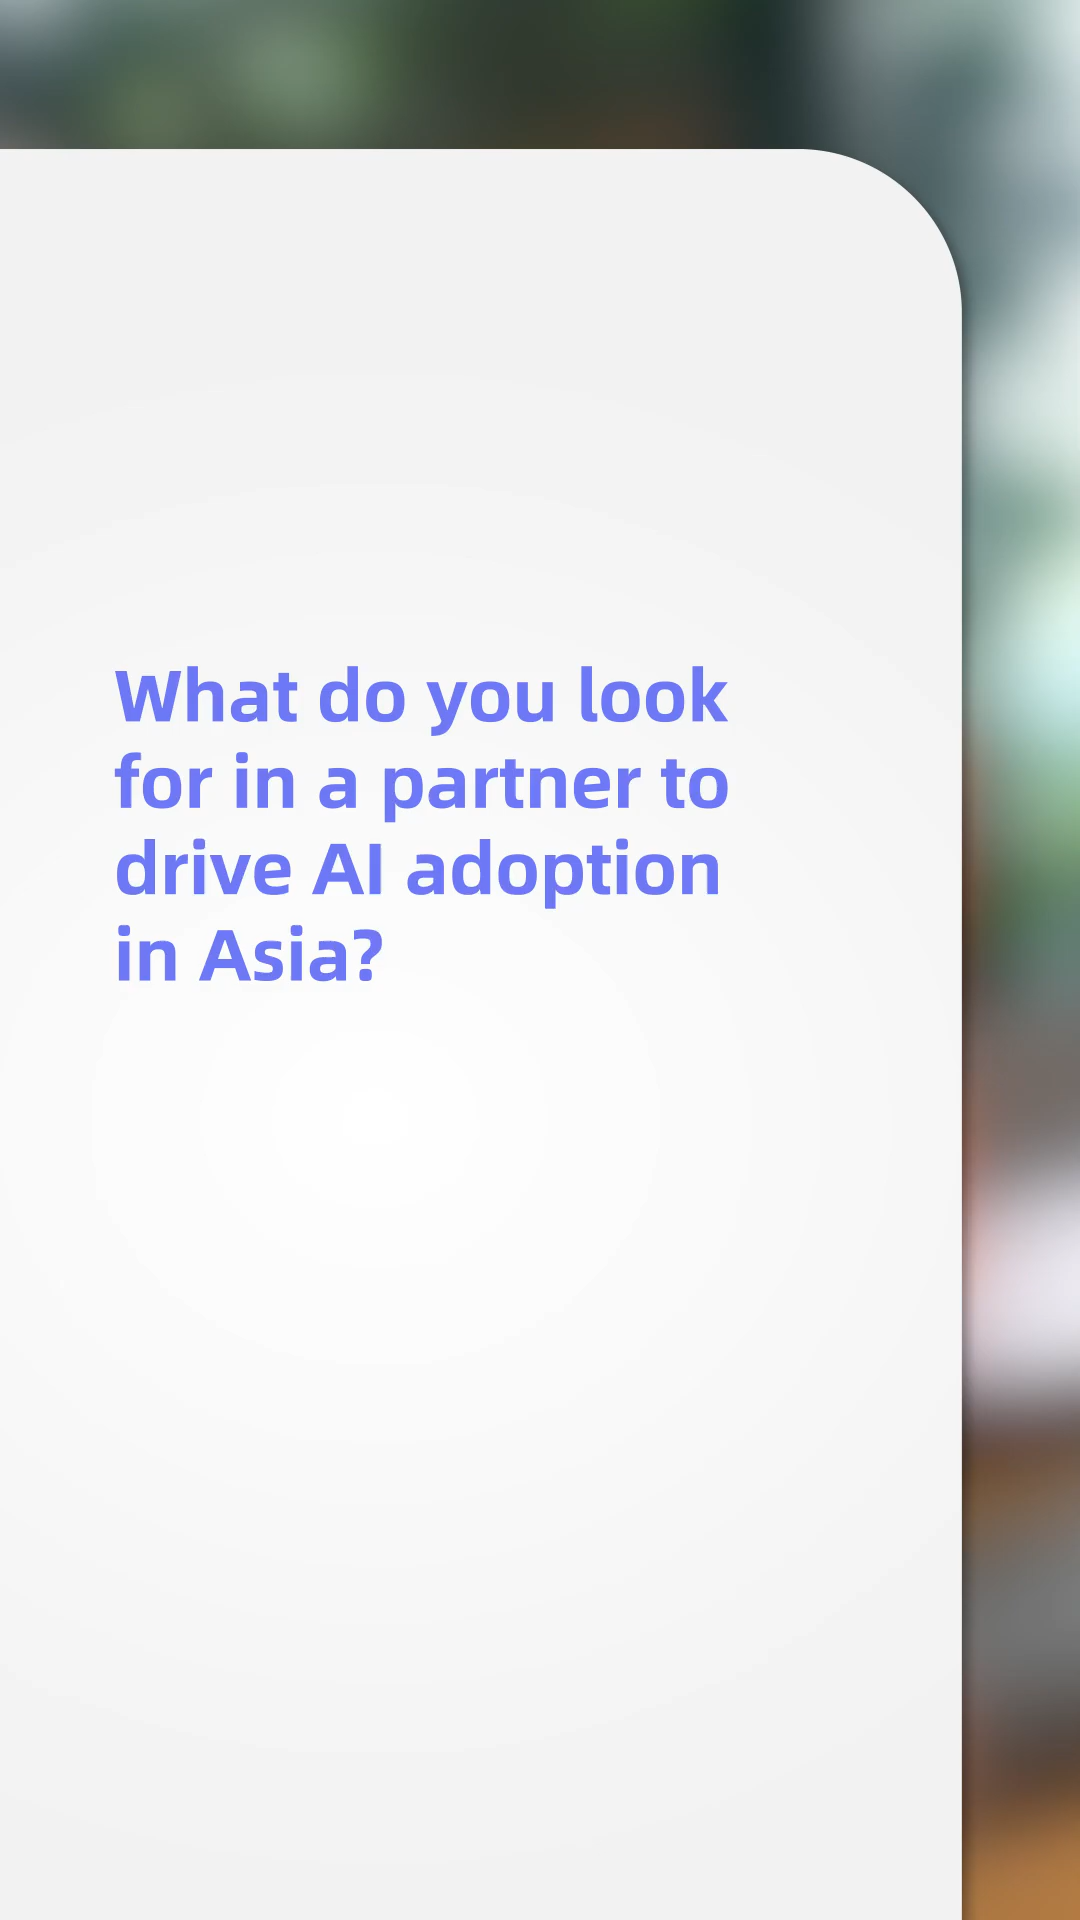 What do you look
for in a partner to
drive AI adoption
in Asia?